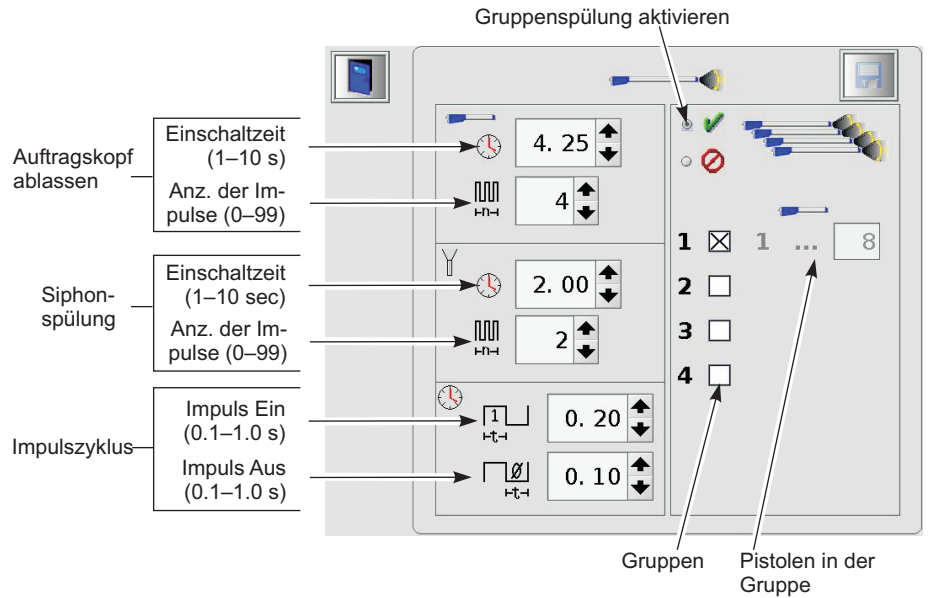 Gruppenspülung aktivieren
Auftragskopf
ablassen
Einschaltzeit
(1–10 s)
Anz. der Im-
pulse (0–99)
4. 25
n
4
Siphon-
spülung
Einschaltzeit
(1–10 sec)
Anz. der Im-
pulse (0–99)
2. 00
n
2
Impulszyklus
Impuls Ein
(0.1–1.0 s)
Impuls Aus
(0.1–1.0 s)
1
t
0. 20
Ø
t
0. 10
1 1 ... 8
2
3
4
Gruppen
Pistolen in der
Gruppe